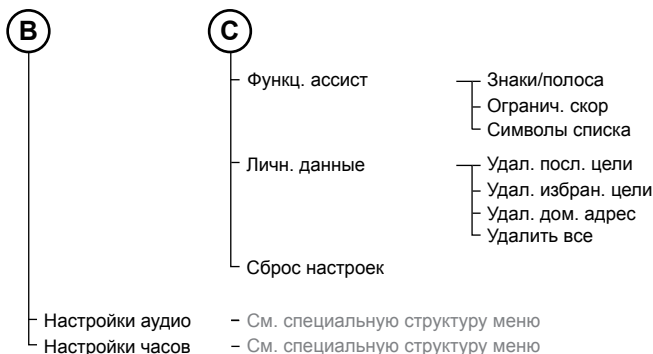 B
C
Функц. ассист
Знаки/полоса
Огранич. скор
Символы списка
Личн. данные
Удал. посл. цели
Удал. избран. цели
Удал. дом. адрес
Удалить все
Сброс настроек
Настройки аудио – См. специальную структуру меню
Настройки часов – См. специальную структуру меню